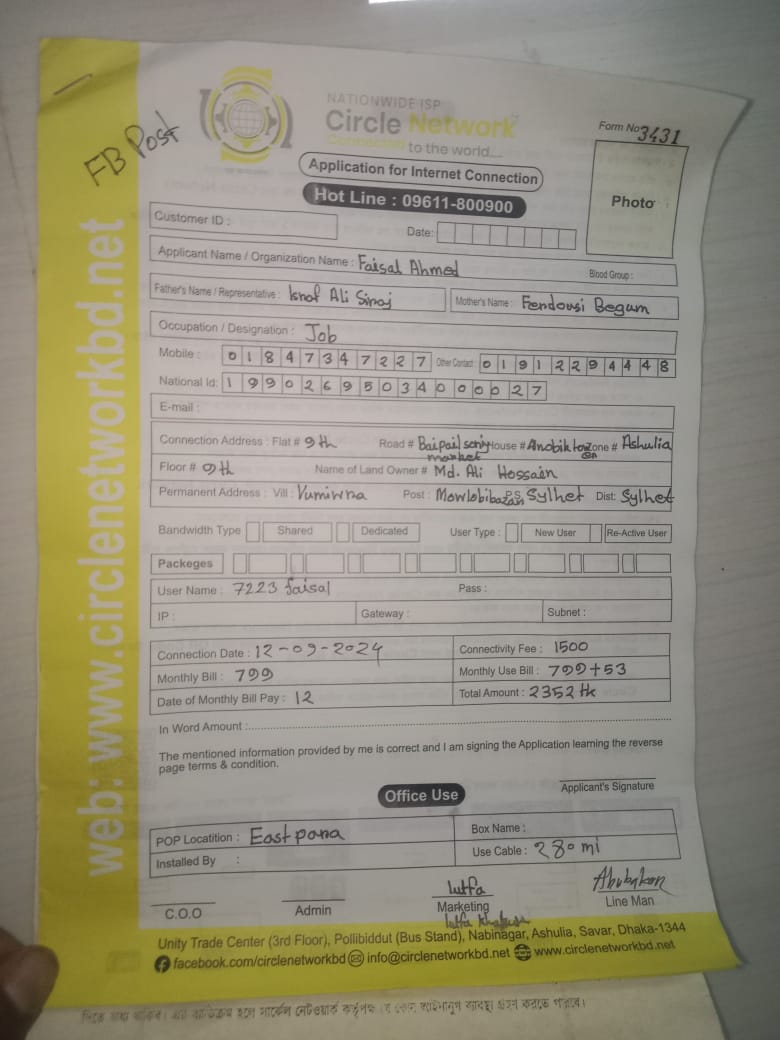 FB Post
NATIONWIDE ISP
Circle Network
Connected to the world....
Form No 3431
Application for Internet Connection
Photo
Hot Line : 09611-800900
Customer ID :
Date:
Applicant Name / Organization Name : Faisal Ahmed Blood Group :
Father's Name / Representative : Ali Siraj Mother's Name : Ferdousi Begum
Occupation / Designation : Job
Mobile : 01847347227 Other Contact : 01912294448
National Id: 19902695034000027
E-mail :
Connection Address : Flat # 9th Road # Baipail House # Zone # Ashulia
market
Floor # 9th Name of Land Owner # Md. Ali Hossain
Permanent Address : Vill : Post : Mowlobibazar P.S Sylhet Dist: Sylhet
Bandwidth Type Shared Dedicated User Type : New User Re-Active User
Packeges
User Name : 7223 faisal Pass :
IP : Gateway : Subnet :
Connection Date : 12-09-2024 Connectivity Fee : 1500
Monthly Bill : 799 Monthly Use Bill : 799+53
Date of Monthly Bill Pay : 12 Total Amount : 2352 tk
In Word Amount :
The mentioned information provided by me is correct and I am signing the Application learning the reverse
page terms & condition.
Applicant's Signature
Office Use
POP Locatition : East para Box Name :
Installed By : Use Cable : 280 mi
lutfa
C.O.O Admin Marketing Line Man
lutfa
Unity Trade Center (3rd Floor), Pollibiddut (Bus Stand), Nabinagar, Ashulia, Savar, Dhaka-1344
facebook.com/circlenetworkbd info@circlenetworkbd.net www.circlenetworkbd.net
web: www.circlenetworkbd.net